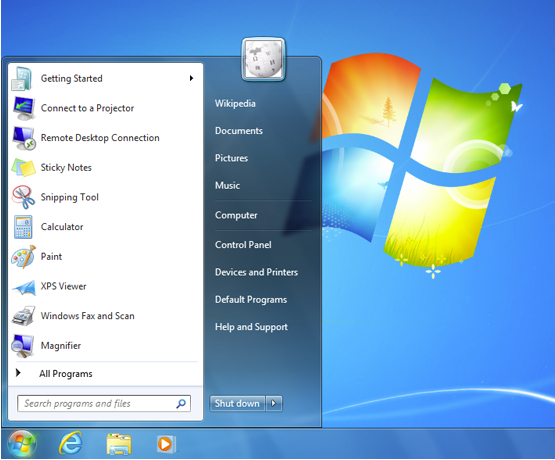 Getting Started
Connect to a Projector
Remote Desktop Connection
Sticky Notes
Snipping Tool
Calculator
Paint
XPS Viewer
Windows Fax and Scan
Magnifier
All Programs
Search programs and files
Wikipedia
Documents
Pictures
Music
Computer
Control Panel
Devices and Printers
Default Programs
Help and Support
Shut down